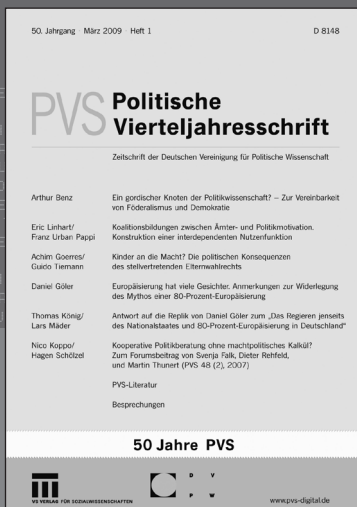 50. Jahrgang · März 2009 · Heft 1 D 8148
PVS Politische
Vierteljahresschrift
Zeitschrift der Deutschen Vereinigung für Politische Wissenschaft
Arthur Benz Ein gordischer Knoten der Politikwissenschaft? – Zur Vereinbarkeit
von Föderalismus und Demokratie
Eric Linhart/ Koalitionsbildungen zwischen Ämter- und Politikmotivation.
Franz Urban Pappi Konstruktion einer interdependenten Nutzenfunktion
Achim Goerres/ Kinder an die Macht? Die politischen Konsequenzen
Guido Tiemann des stellvertretenden Elternwahlrechts
Daniel Göler Europäisierung hat viele Gesichter. Anmerkungen zur Widerlegung
des Mythos einer 80-Prozent-Europäisierung
Thomas König/ Antwort auf die Replik von Daniel Göler zum „Das Regieren jenseits
Lars Mäder des Nationalstaates und 80-Prozent-Europäisierung in Deutschland“
Nico Koppo/ Kooperative Politikberatung ohne machtpolitisches Kalkül?
Hagen Schölzel Zum Forumsbeitrag von Svenja Falk, Dieter Rehfeld,
und Martin Thunert (PVS 48 (2), 2007)
PVS-Literatur
Besprechungen
50 Jahre PVS
D V
P W
VS VERLAG FÜR SOZIALWISSENSCHAFTEN www.pvs-digital.de